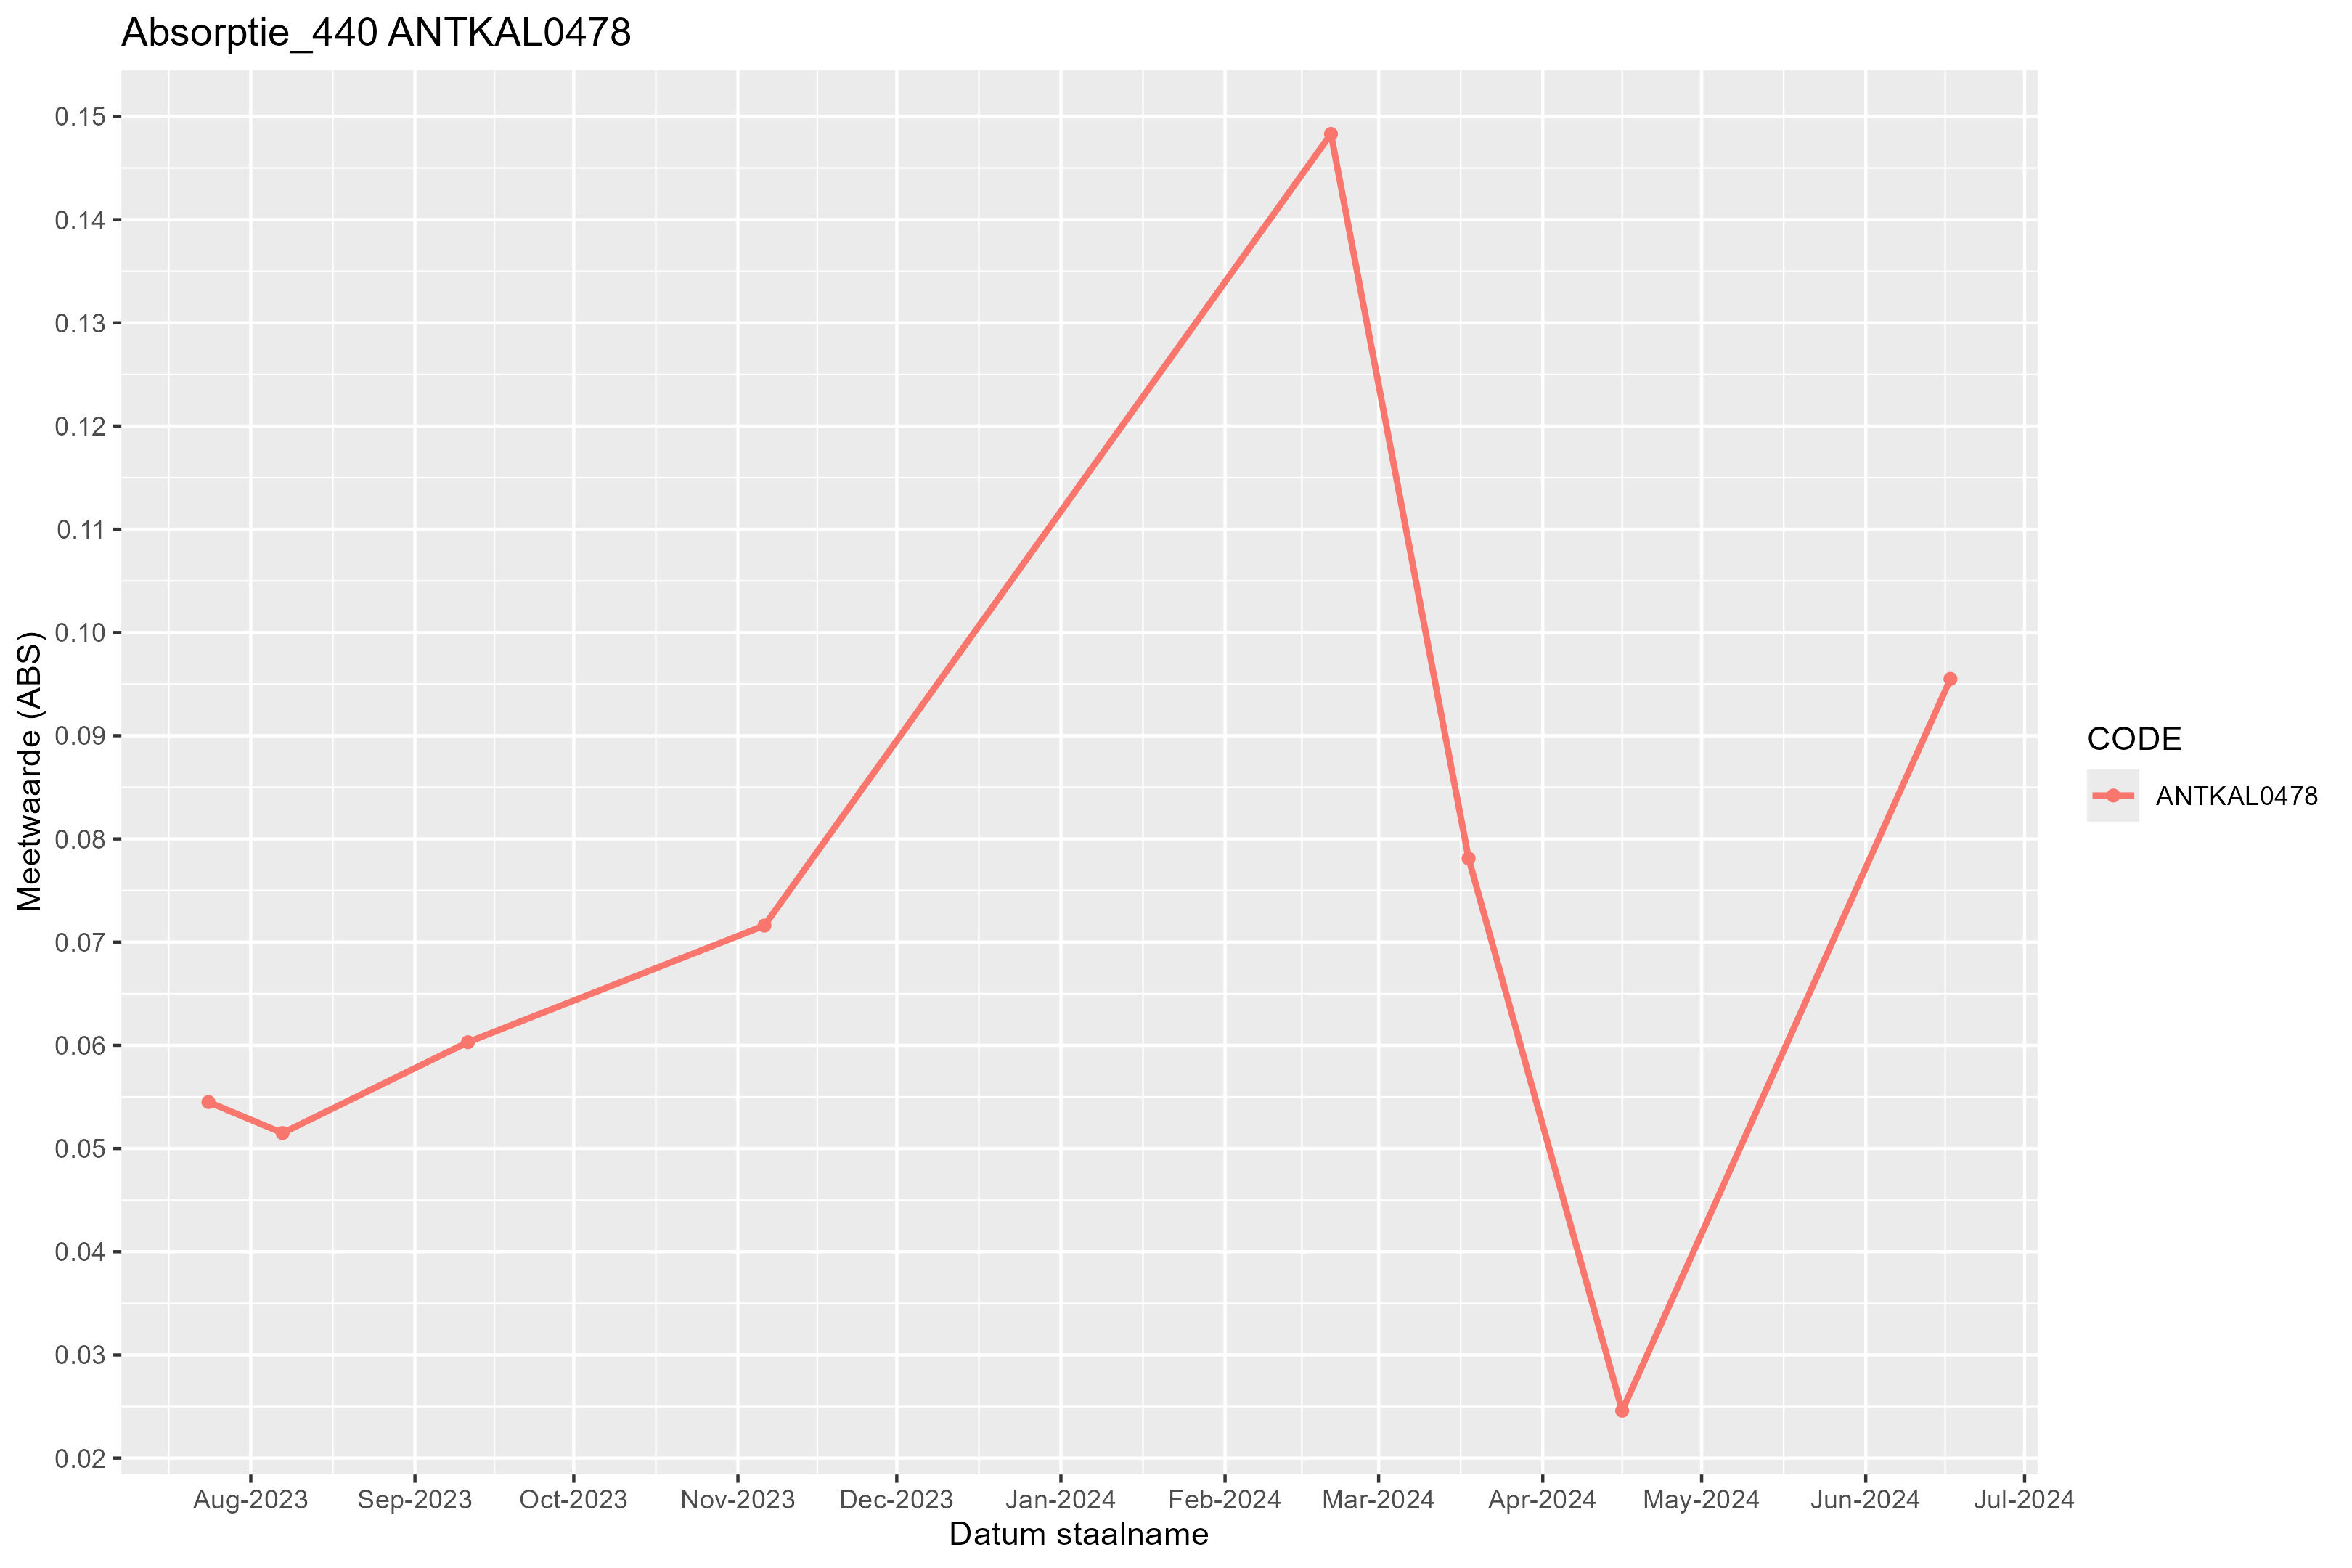 Absorptie_440 ANTKAL0478
0.15
0.14
0.13
0.12
0.11
0.10
0.09
0.08
0.07
0.06
0.05
0.04
0.03
0.02
Meetwaarde (ABS)
Aug-2023 Sep-2023 Oct-2023 Nov-2023 Dec-2023 Jan-2024 Feb-2024 Mar-2024 Apr-2024 May-2024 Jun-2024 Jul-2024
Datum staalname
CODE
ANTKAL0478